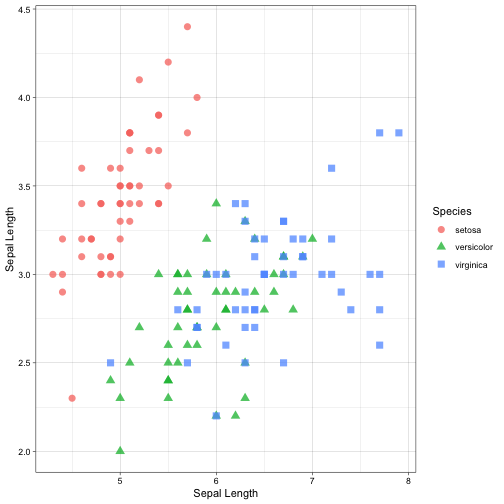 4.5
4.0
3.5
3.0
2.5
2.0
Sepal Length
5
6
7
8
Sepal Length
Species
setosa
versicolor
virginica